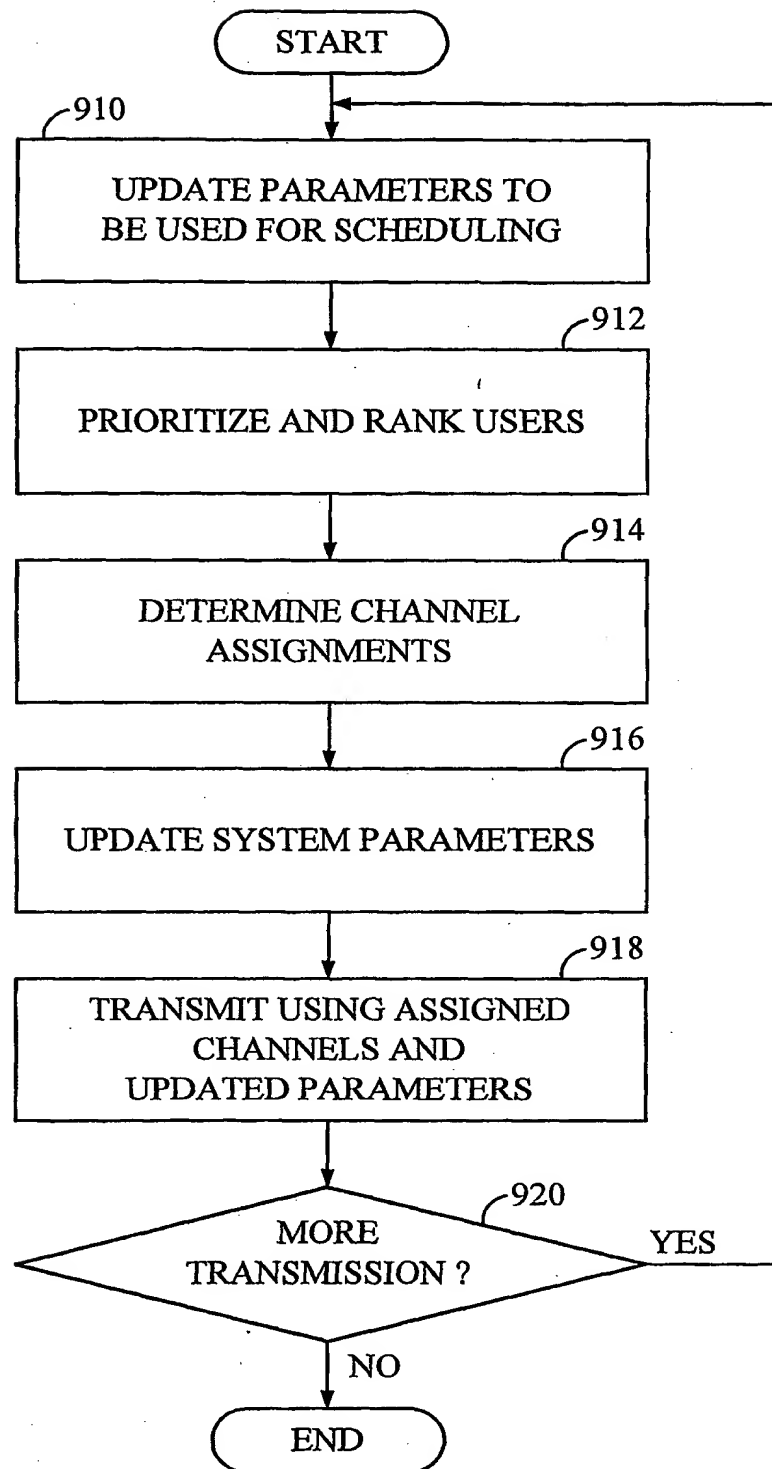 START
910
UPDATE PARAMETERS TO
BE USED FOR SCHEDULING
912
PRIORITIZE AND RANK USERS
914
DETERMINE CHANNEL
ASSIGNMENTS
916
UPDATE SYSTEM PARAMETERS
918
TRANSMIT USING ASSIGNED
CHANNELS AND
UPDATED PARAMETERS
920
MORE
TRANSMISSION ?
YES
NO
END